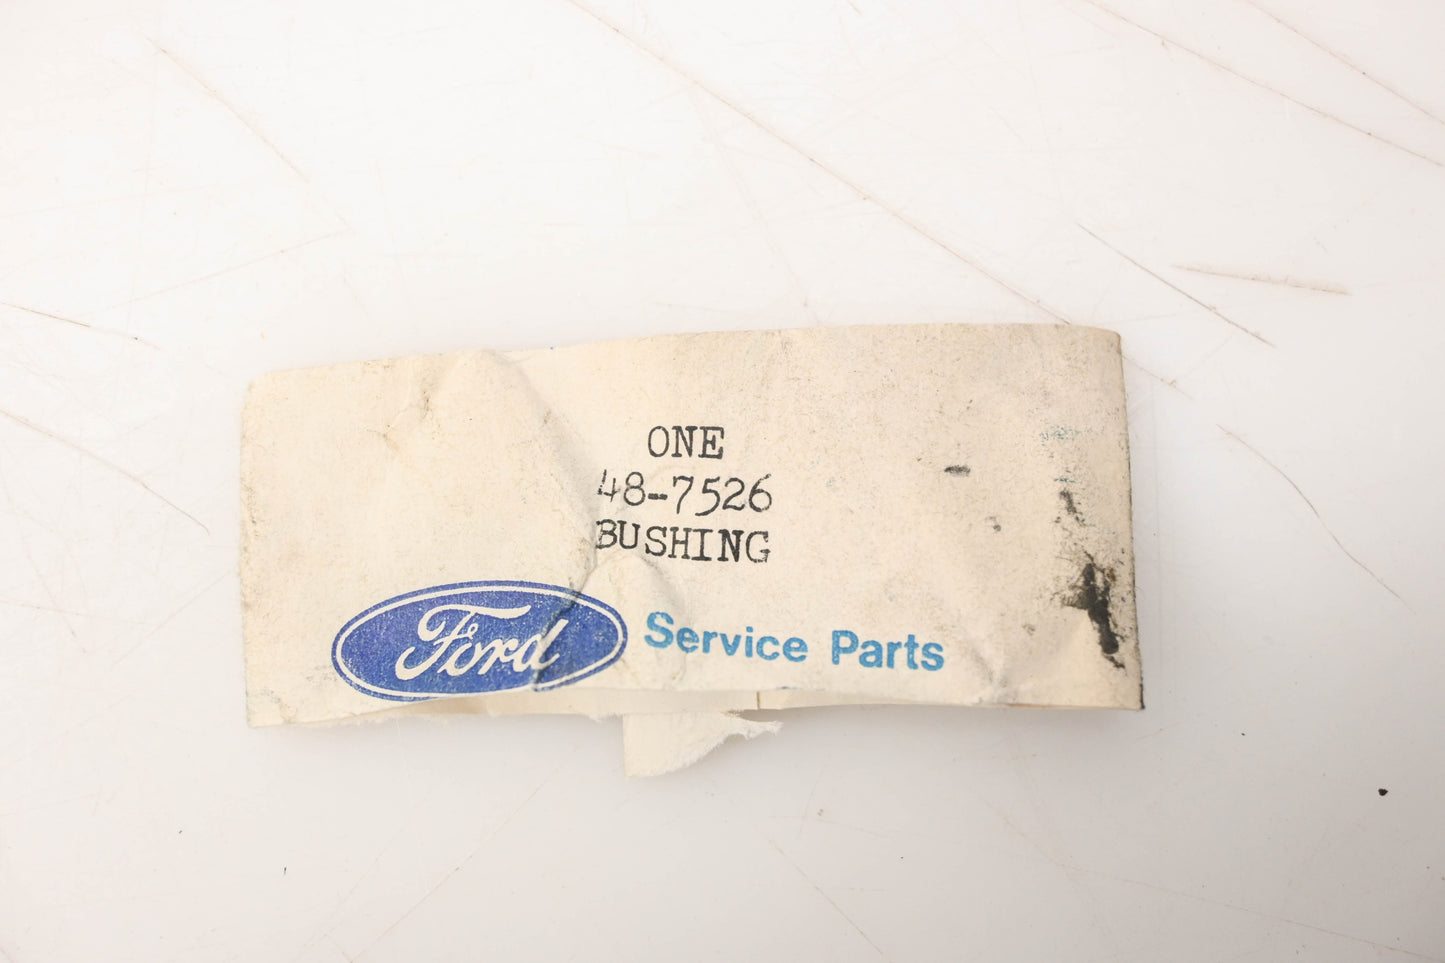 ONE
48-7526
BUSHING
Ford Service Parts